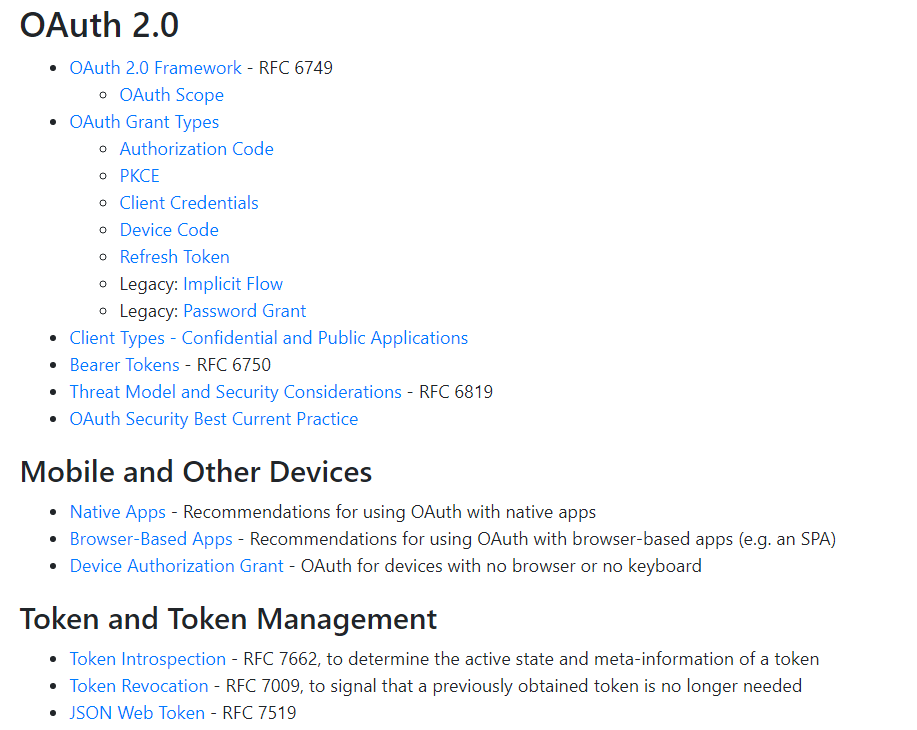 OAuth 2.0
OAuth 2.0 Framework - RFC 6749
OAuth Scope
OAuth Grant Types
Authorization Code
PKCE
Client Credentials
Device Code
Refresh Token
Legacy: Implicit Flow
Legacy: Password Grant
Client Types - Confidential and Public Applications
Bearer Tokens - RFC 6750
Threat Model and Security Considerations - RFC 6819
OAuth Security Best Current Practice
Mobile and Other Devices
Native Apps - Recommendations for using OAuth with native apps
Browser-Based Apps - Recommendations for using OAuth with browser-based apps (e.g. an SPA)
Device Authorization Grant - OAuth for devices with no browser or no keyboard
Token and Token Management
Token Introspection - RFC 7662, to determine the active state and meta-information of a token
Token Revocation - RFC 7009, to signal that a previously obtained token is no longer needed
JSON Web Token - RFC 7519